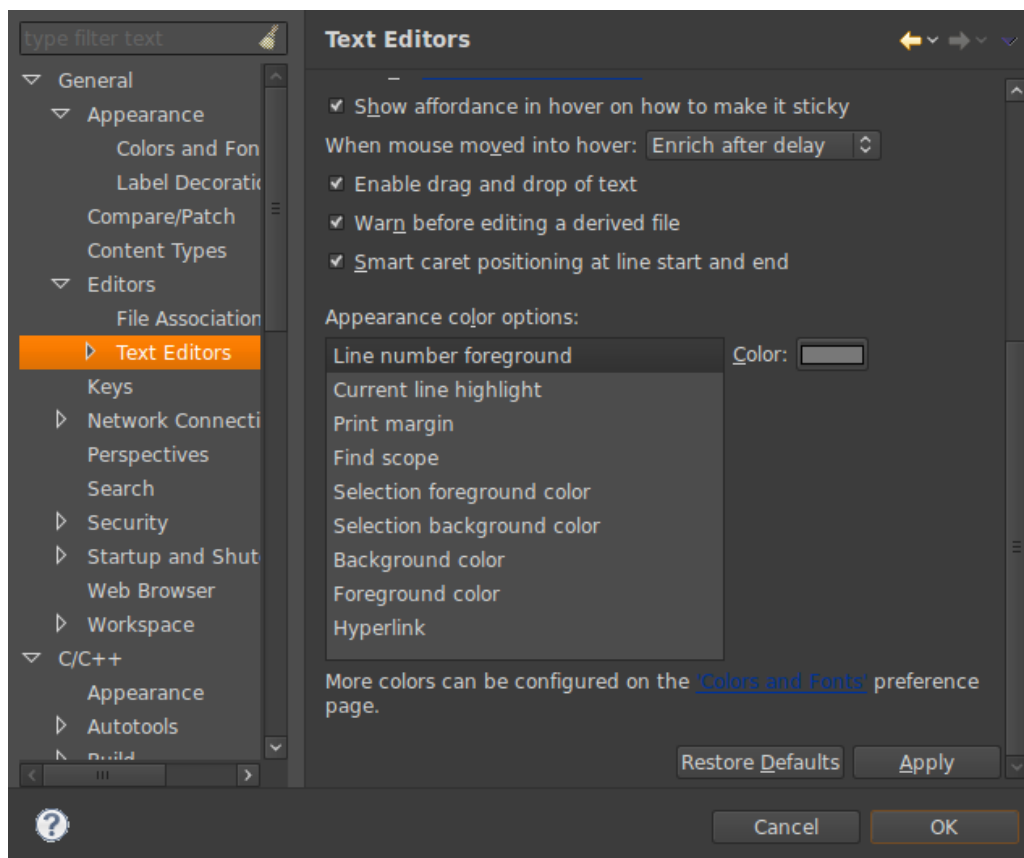 type filter text
General
Appearance
Colors and Fon
Label Decoratic
Compare/Patch
Content Types
Editors
File Association
Text Editors
Keys
Network Connecti
Perspectives
Search
Security
Startup and Shut
Web Browser
Workspace
C/C++
Appearance
Autotools
Build
Text Editors
Show affordance in hover on how to make it sticky
When mouse moved into hover: Enrich after delay
Enable drag and drop of text
Warn before editing a derived file
Smart caret positioning at line start and end
Appearance color options:
Line number foreground
Color:
Current line highlight
Print margin
Find scope
Selection foreground color
Selection background color
Background color
Foreground color
Hyperlink
More colors can be configured on the 'Colors and Fonts' preference
page.
Restore Defaults
Apply
Cancel
OK